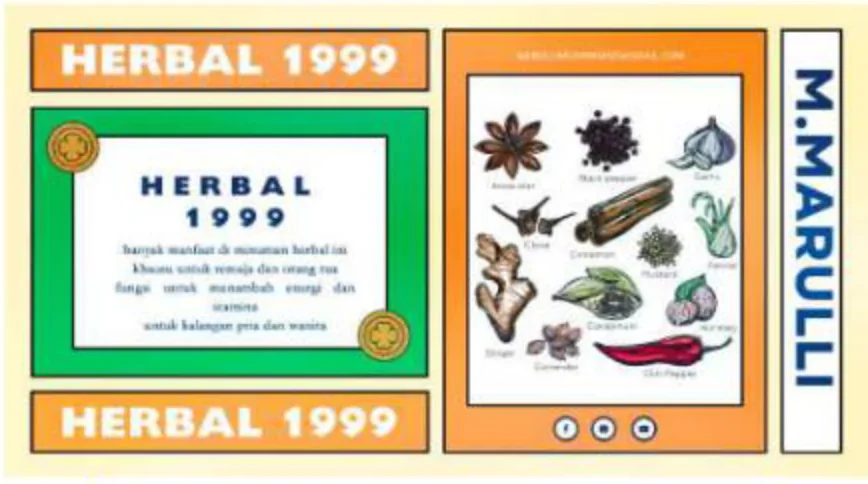 HERBAL 1999
HERBAL
1999
banyak manfaat di minuman herbal ini
khusus untuk remaja dan orang tua
fungsi untuk menambah energi dan
stamina
untuk kalangan pria dan wanita
HERBAL 1999
Anise star
Black pepper
Garlic
Clove
Cinnamon
Mustard
Fennel
Ginger
Cardamom
Nutmeg
Coriander
Chili Pepper
M.MARULLI